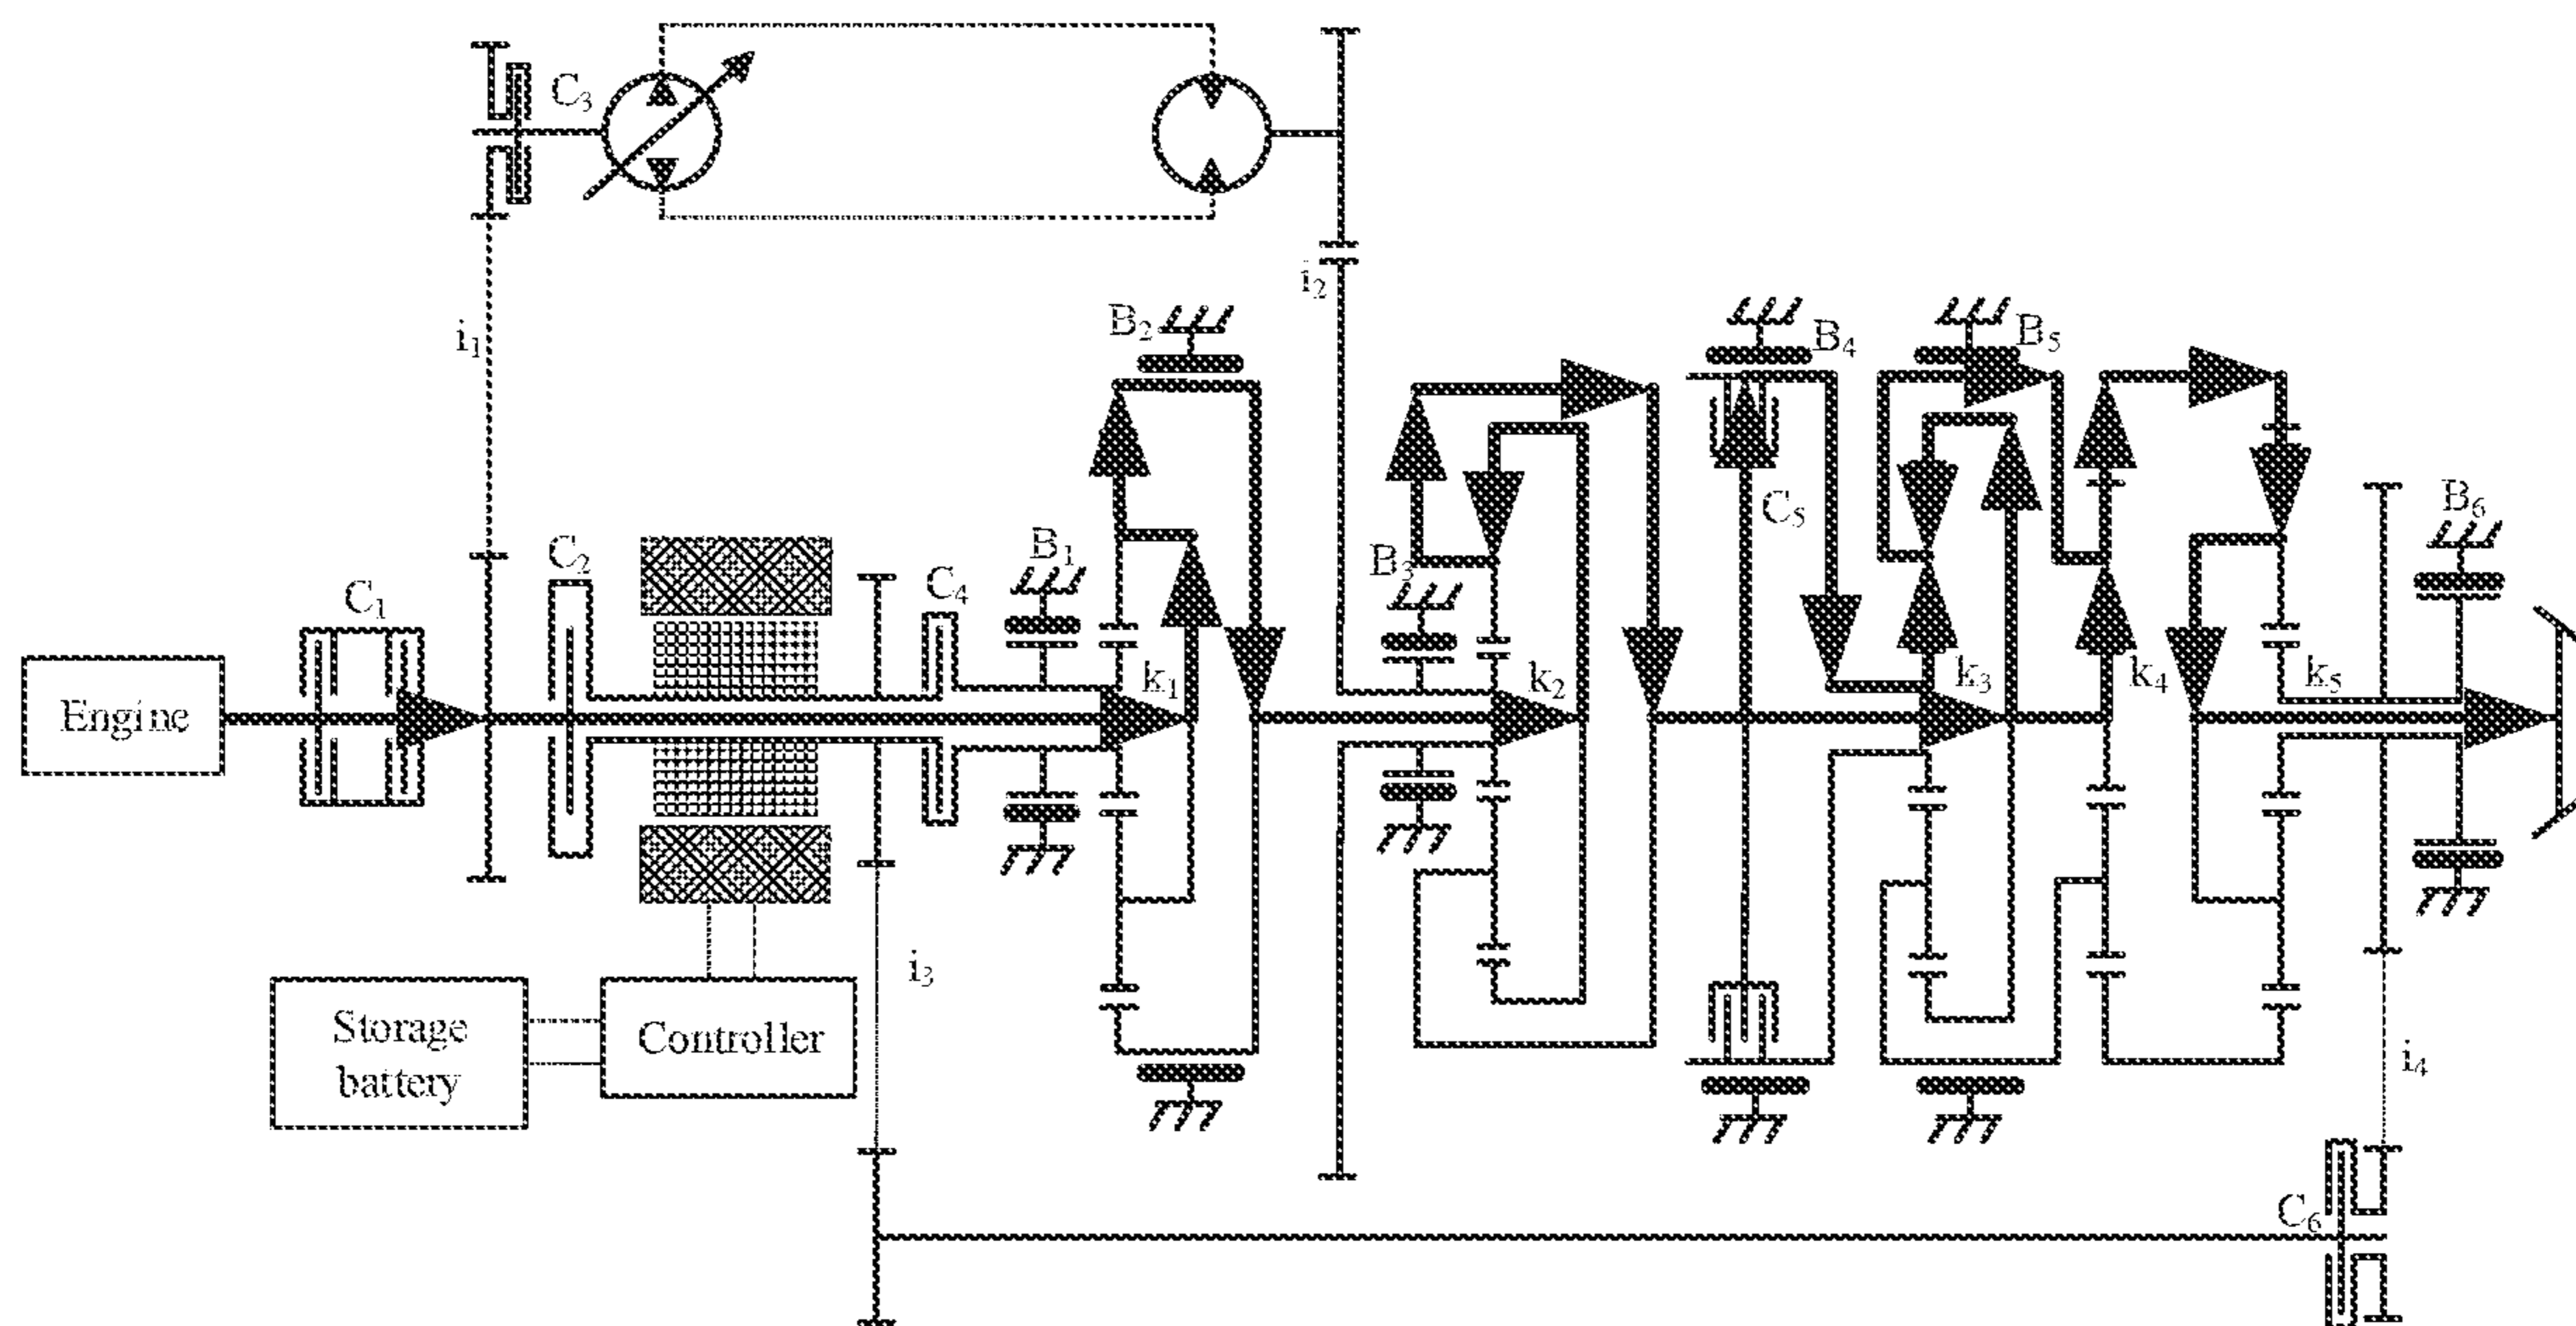 C₃
i₂
i₁
B₂
B₄
B₅
C₅
B₆
C₂
B₁
B₃
C₄
C₁
k₁
k₂
k₃
k₄
k₅
Engine
i₃
Storage
battery
Controller
i₄
C₆